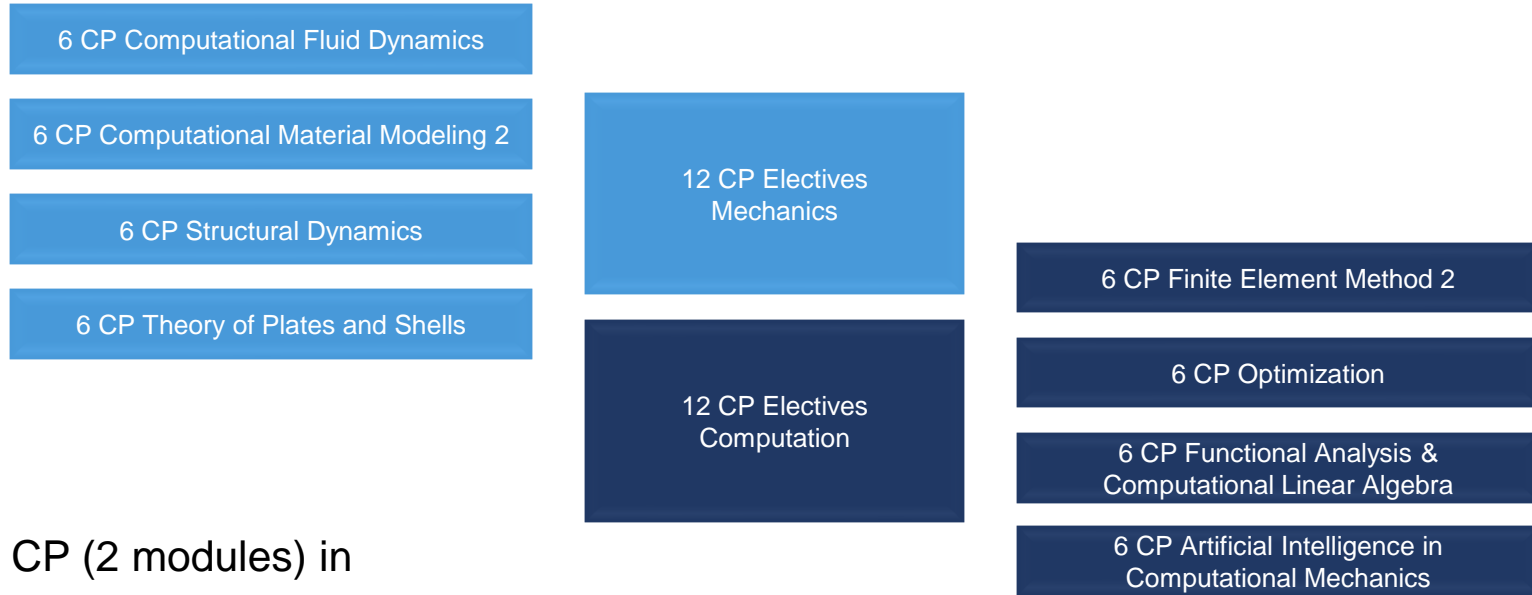 6 CP Computational Fluid Dynamics
6 CP Computational Material Modeling 2
6 CP Structural Dynamics
6 CP Theory of Plates and Shells
12 CP Electives
Mechanics
12 CP Electives
Computation
6 CP Finite Element Method 2
6 CP Optimization
6 CP Functional Analysis &
Computational Linear Algebra
6 CP Artificial Intelligence in
Computational Mechanics
CP (2 modules) in